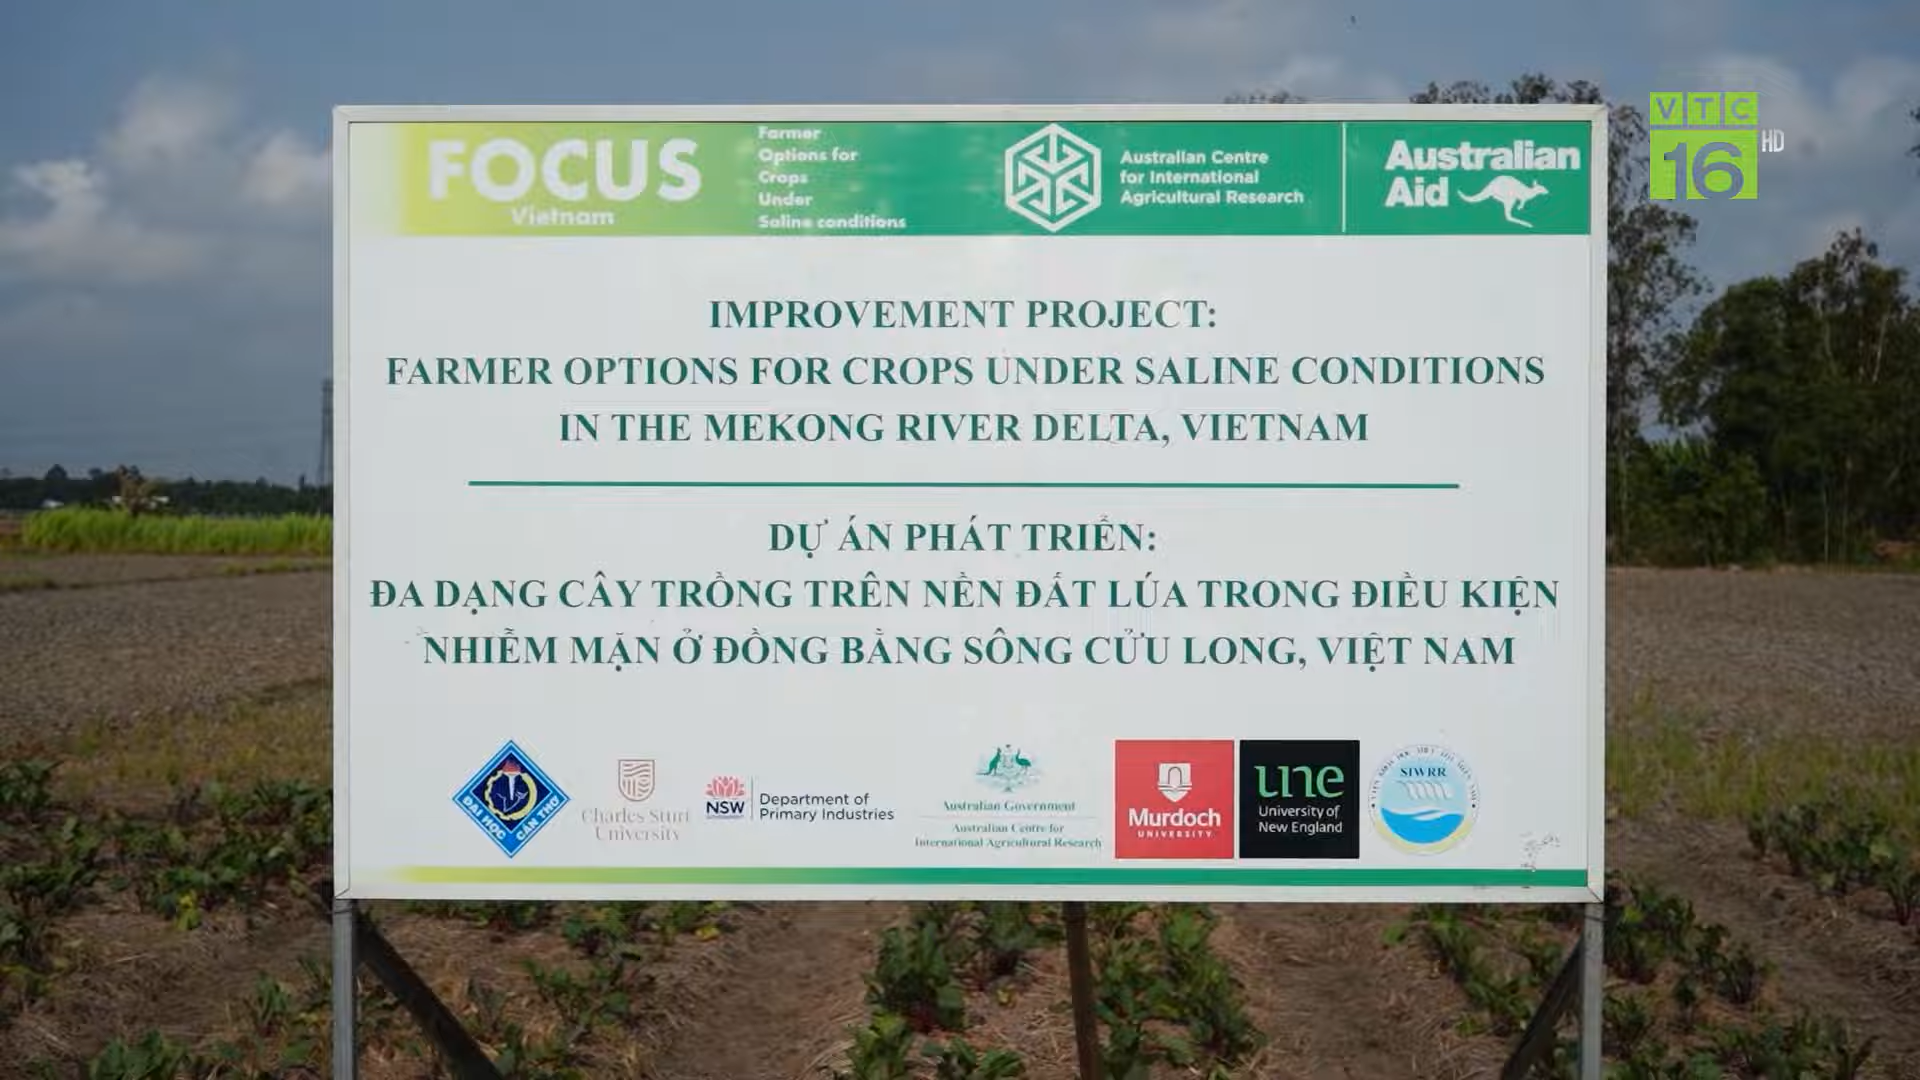 FOCUS
Vietnam
Farmer
Options for
Crops
Under
Saline conditions
Australian Centre
for International
Agricultural Research
Australian
Aid
VTC
16
HD
IMPROVEMENT PROJECT:
FARMER OPTIONS FOR CROPS UNDER SALINE CONDITIONS
IN THE MEKONG RIVER DELTA, VIETNAM
DỰ ÁN PHÁT TRIỂN:
ĐA DẠNG CÂY TRỒNG TRÊN NỀN ĐẤT LÚA TRONG ĐIỀU KIỆN
NHIỄM MẶN Ở ĐỒNG BẰNG SÔNG CỬU LONG, VIỆT NAM
ĐẠI HỌC CẦN THƠ
Charles Sturt
University
NSW
GOVERNMENT
Department of
Primary Industries
Australian Government
Australian Centre for
International Agricultural Research
Murdoch
UNIVERSITY
une
University of
New England
SIWRR